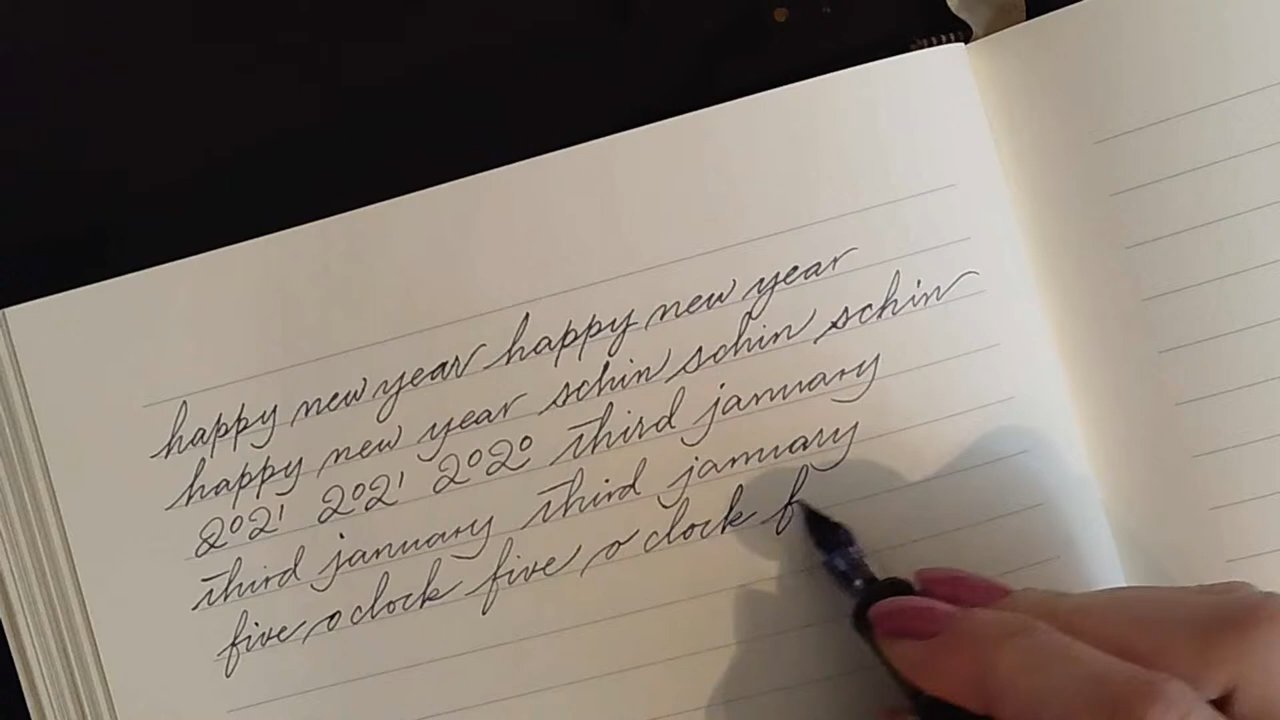 happy new year happy new year
happy new year schin schin schin
2021 2021 2020 third january
third january third january
five o clock five o clock f